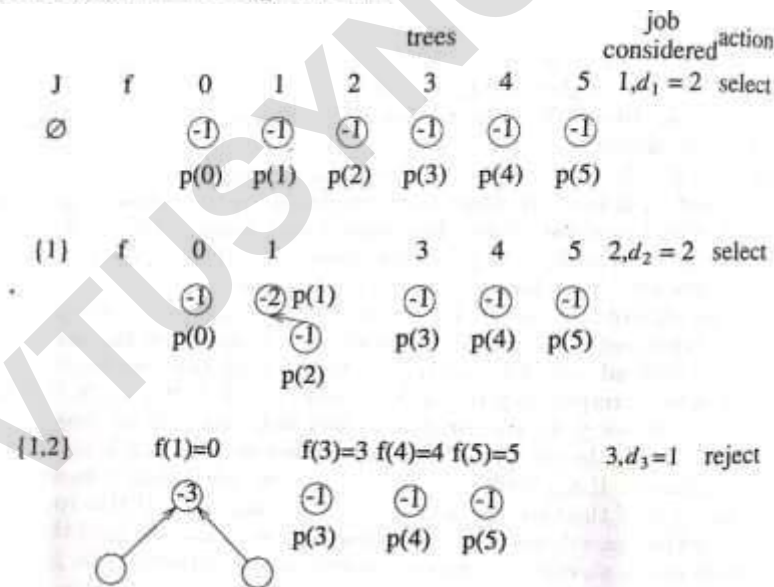 job
trees
considered action
J f 0 1 2 3 4 5 1,d₁ = 2 select
∅ -1 -1 -1 -1 -1 -1
p(0) p(1) p(2) p(3) p(4) p(5)
{1} f 0 1 3 4 5 2,d₂ = 2 select
-1 -2 p(1) -1 -1 -1
p(0) -1 p(3) p(4) p(5)
p(2)
{1,2} f(1)=0 f(3)=3 f(4)=4 f(5)=5 3,d₃=1 reject
-3 -1 -1 -1
p(3) p(4) p(5)